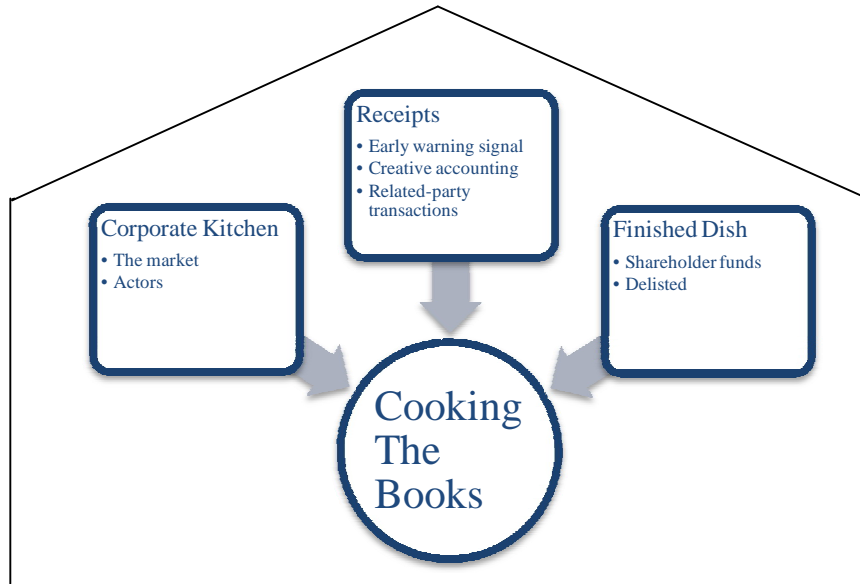 Receipts
• Early warning signal
• Creative accounting
• Related-party
transactions
Corporate Kitchen
• The market
• Actors
Finished Dish
• Shareholder funds
• Delisted
Cooking
The
Books